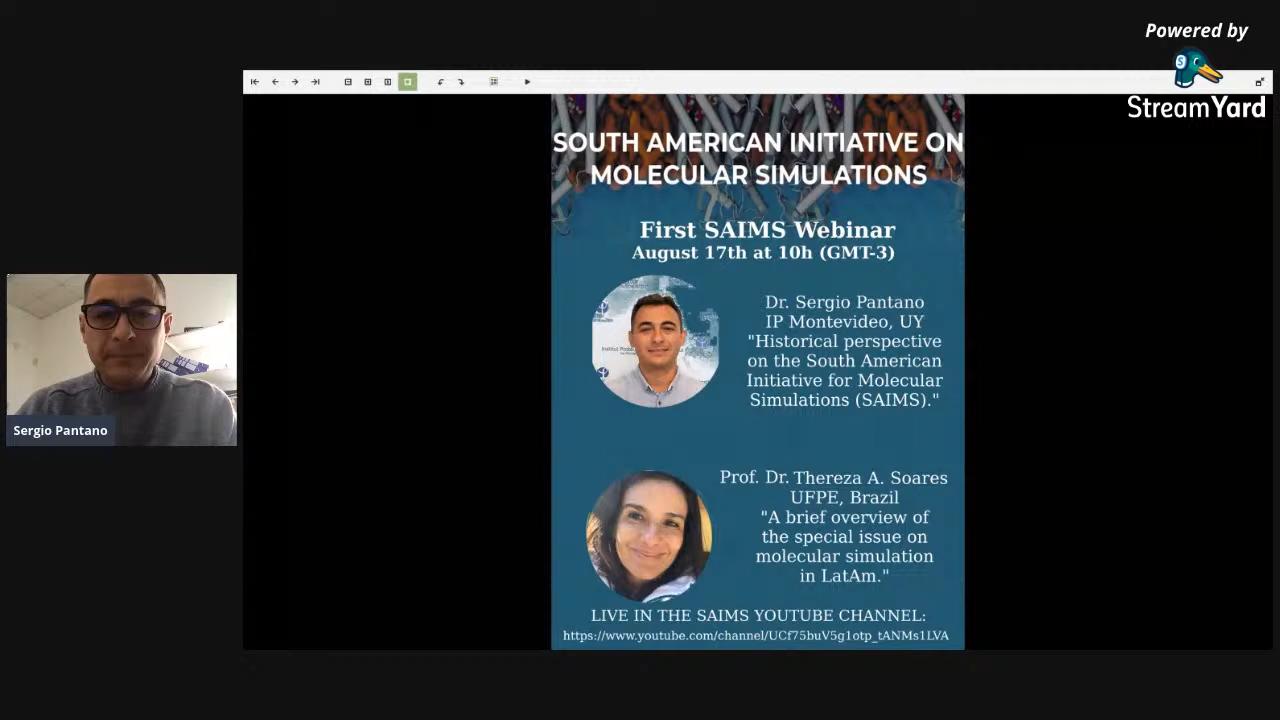 Powered by
StreamYard
SOUTH AMERICAN INITIATIVE ON
MOLECULAR SIMULATIONS
First SAIMS Webinar
August 17th at 10h (GMT-3)
Dr. Sergio Pantano
IP Montevideo, UY
"Historical perspective
on the South American
Initiative for Molecular
Simulations (SAIMS)."
Sergio Pantano
Prof. Dr. Thereza A. Soares
UFPE, Brazil
"A brief overview of
the special issue on
molecular simulation
in LatAm."
LIVE IN THE SAIMS YOUTUBE CHANNEL:
https://www.youtube.com/channel/UCf75buV5g1otp_tANMs1LVA